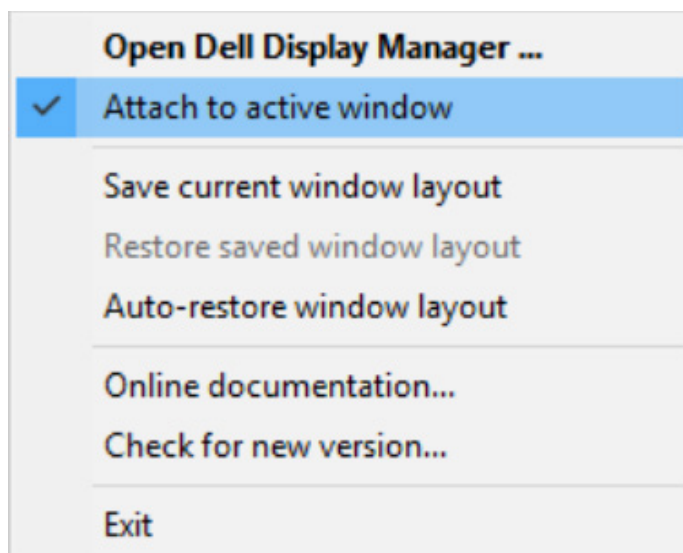 Open Dell Display Manager ...
Attach to active window
Save current window layout
Restore saved window layout
Auto-restore window layout
Online documentation...
Check for new version...
Exit